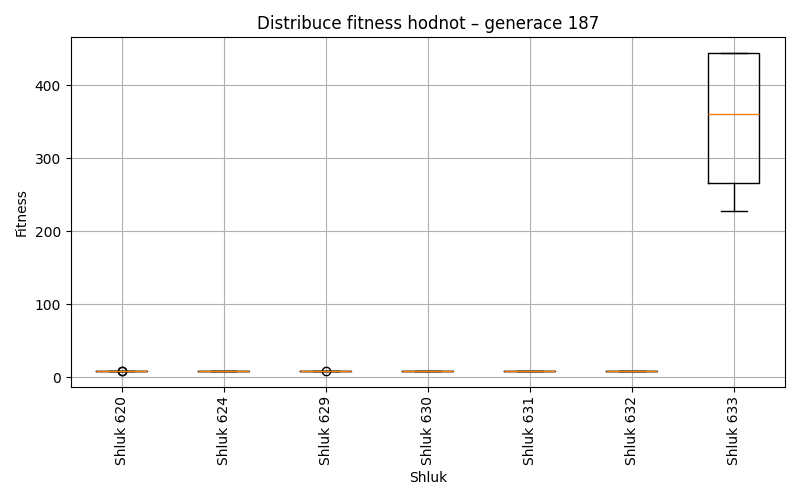 Distribuce fitness hodnot – generace 187
Fitness
400
300
200
100
0
Shluk 620
Shluk 624
Shluk 629
Shluk 630
Shluk 631
Shluk 632
Shluk 633
Shluk